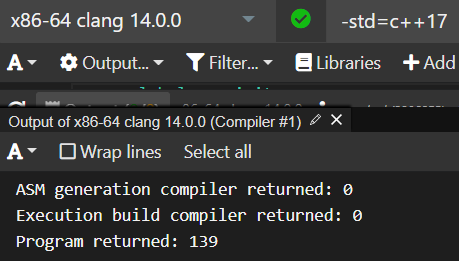 x86-64 clang 14.0.0 -std=c++17
A Output... Filter... Libraries + Add
Output of x86-64 clang 14.0.0 (Compiler #1)
A Wrap lines Select all
ASM generation compiler returned: 0
Execution build compiler returned: 0
Program returned: 139